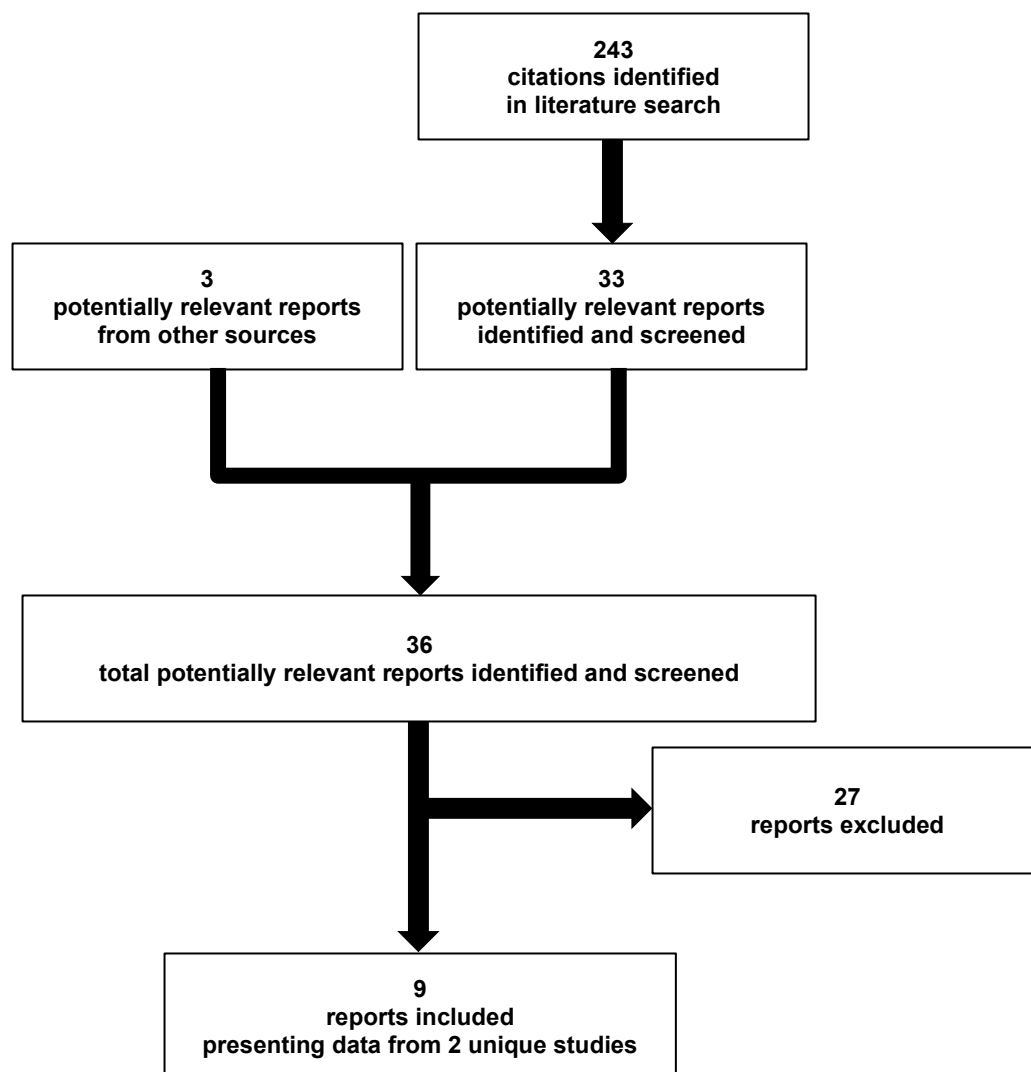 243
citations identified
in literature search
3
potentially relevant reports
from other sources
33
potentially relevant reports
identified and screened
36
total potentially relevant reports identified and screened
27
reports excluded
9
reports included
presenting data from 2 unique studies